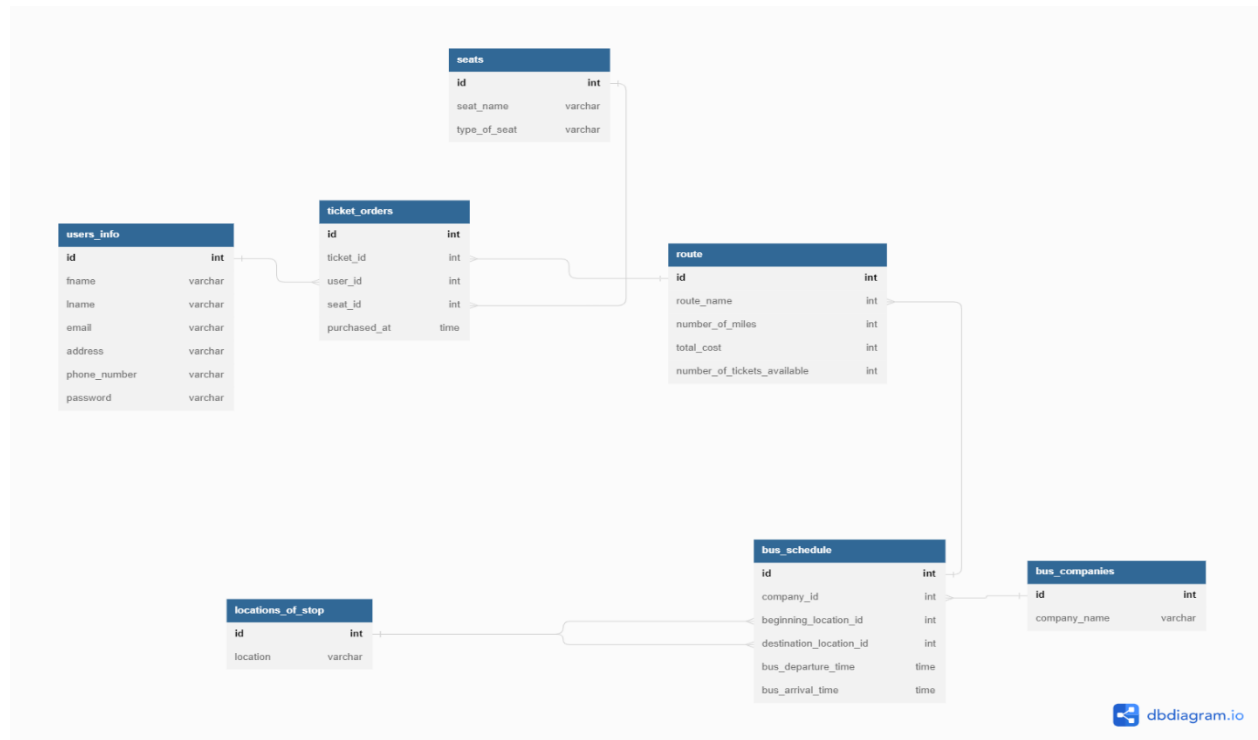 seats
id int
seat_name varchar
type_of_seat varchar
ticket_orders
id int
ticket_id int
user_id int
seat_id int
purchased_at time
users_info
id int
fname varchar
lname varchar
email varchar
address varchar
phone_number varchar
password varchar
route
id int
route_name int
number_of_miles int
total_cost int
number_of_tickets_available int
bus_schedule
id int
company_id int
beginning_location_id int
destination_location_id int
bus_departure_time time
bus_arrival_time time
bus_companies
id int
company_name varchar
locations_of_stop
id int
location varchar
dbdiagram.io